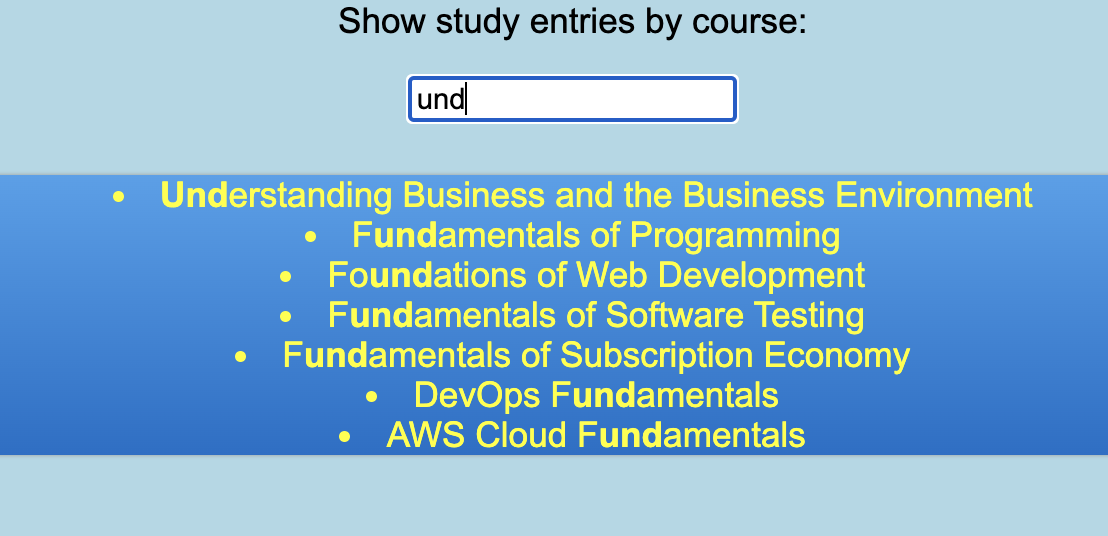 Show study entries by course:
und
• Understanding Business and the Business Environment
• Fundamentals of Programming
• Foundations of Web Development
• Fundamentals of Software Testing
• Fundamentals of Subscription Economy
• DevOps Fundamentals
• AWS Cloud Fundamentals